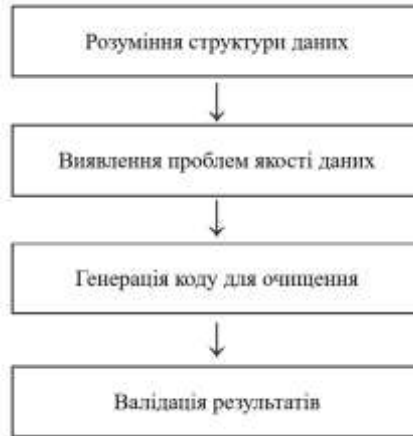 Розуміння структури даних
Виявлення проблем якості даних
Генерація коду для очищення
Валідація результатів